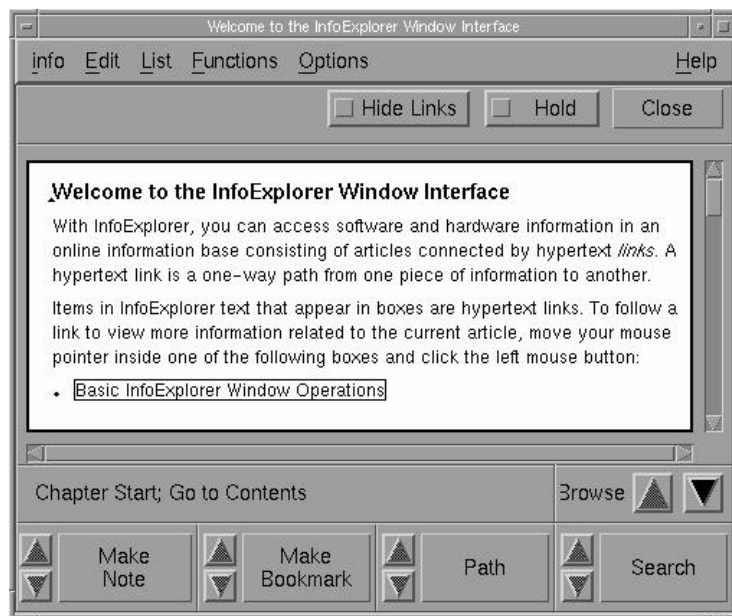 Welcome to the InfoExplorer Window Interface
info Edit List Functions Options Help
Hide Links Hold Close
Welcome to the InfoExplorer Window Interface
With InfoExplorer, you can access software and hardware information in an
online information base consisting of articles connected by hypertext links. A
hypertext link is a one-way path from one piece of information to another.
Items in InfoExplorer text that appear in boxes are hypertext links. To follow a
link to view more information related to the current article, move your mouse
pointer inside one of the following boxes and click the left mouse button:
• Basic InfoExplorer Window Operations
Chapter Start; Go to Contents Browse
Make Note
Make Bookmark
Path
Search